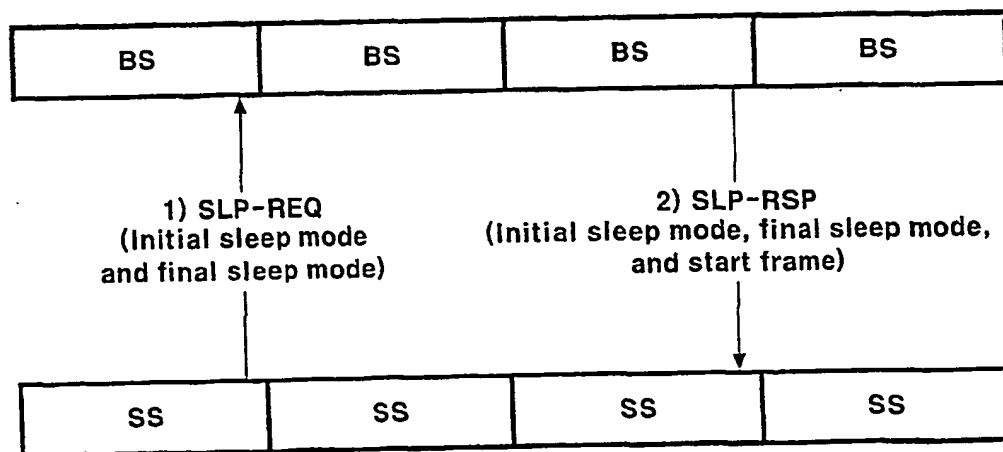 BS BS BS BS
1) SLP-REQ
(Initial sleep mode
and final sleep mode)
2) SLP-RSP
(Initial sleep mode, final sleep mode,
and start frame)
SS SS SS SS